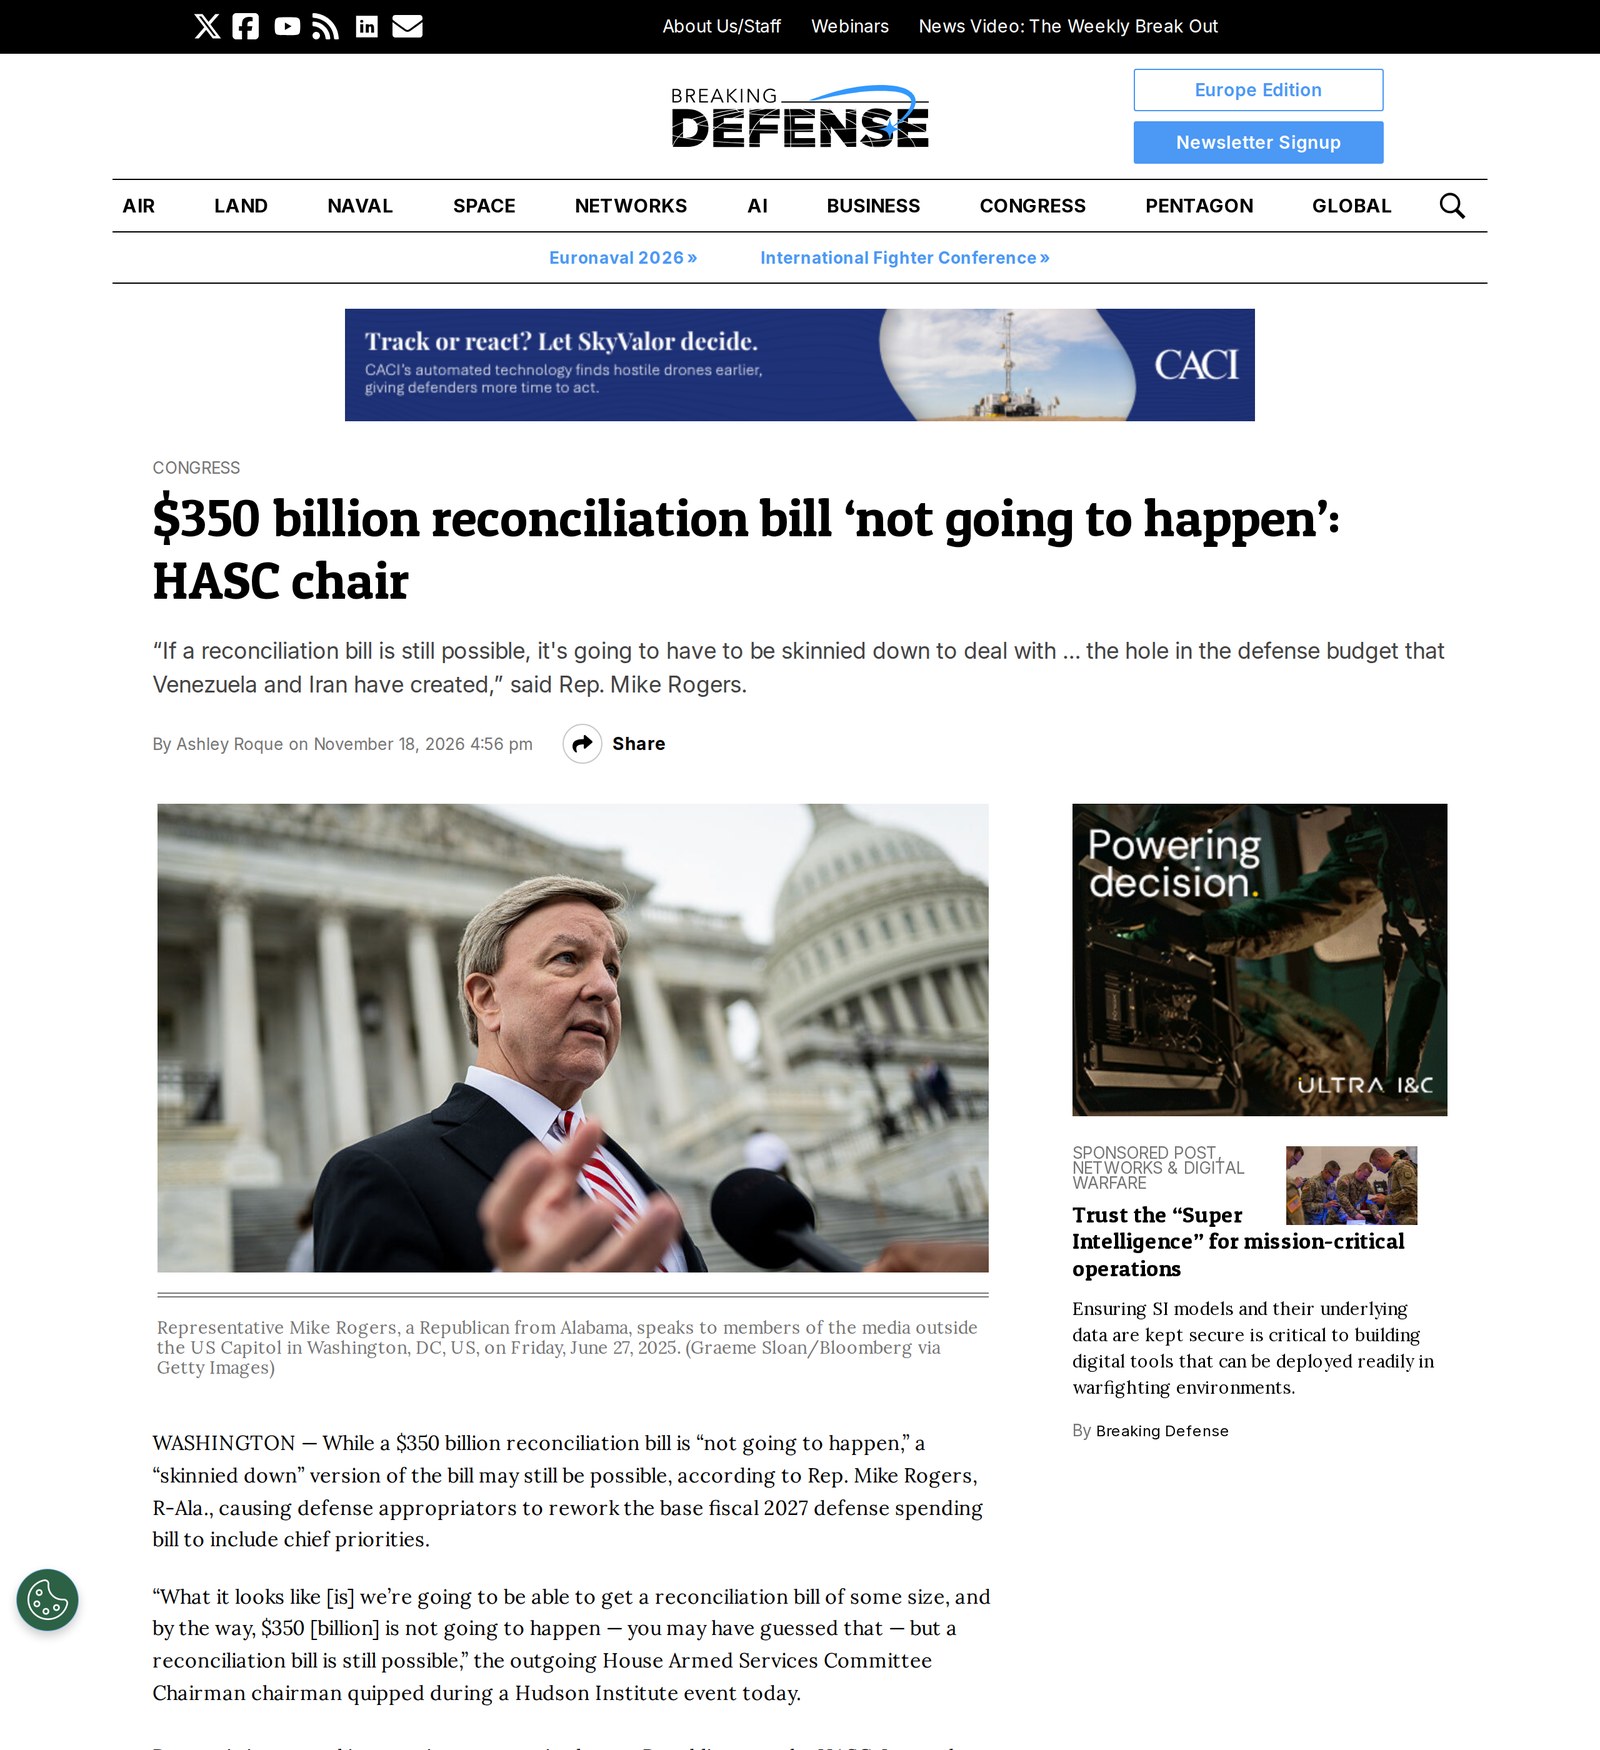 About Us/Staff Webinars News Video: The Weekly Break Out
BREAKING
DEFENSE
Europe Edition
Newsletter Signup
AIR LAND NAVAL SPACE NETWORKS AI BUSINESS CONGRESS PENTAGON GLOBAL
Euronaval 2026 » International Fighter Conference »
Track or react? Let SkyValor decide.
CACI's automated technology finds hostile drones earlier,
giving defenders more time to act.
CACI
CONGRESS
$350 billion reconciliation bill ‘not going to happen’:
HASC chair
“If a reconciliation bill is still possible, it's going to have to be skinnied down to deal with ... the hole in the defense budget that
Venezuela and Iran have created,” said Rep. Mike Rogers.
By Ashley Roque on November 18, 2026 4:56 pm Share
Representative Mike Rogers, a Republican from Alabama, speaks to members of the media outside
the US Capitol in Washington, DC, US, on Friday, June 27, 2025. (Graeme Sloan/Bloomberg via
Getty Images)
WASHINGTON — While a $350 billion reconciliation bill is “not going to happen,” a
“skinnied down” version of the bill may still be possible, according to Rep. Mike Rogers,
R-Ala., causing defense appropriators to rework the base fiscal 2027 defense spending
bill to include chief priorities.
“What it looks like [is] we’re going to be able to get a reconciliation bill of some size, and
by the way, $350 [billion] is not going to happen — you may have guessed that — but a
reconciliation bill is still possible,” the outgoing House Armed Services Committee
Chairman chairman quipped during a Hudson Institute event today.
Powering
decision.
ULTRA I&C
SPONSORED POST,
NETWORKS & DIGITAL
WARFARE
Trust the “Super
Intelligence” for mission-critical
operations
Ensuring SI models and their underlying
data are kept secure is critical to building
digital tools that can be deployed readily in
warfighting environments.
By Breaking Defense